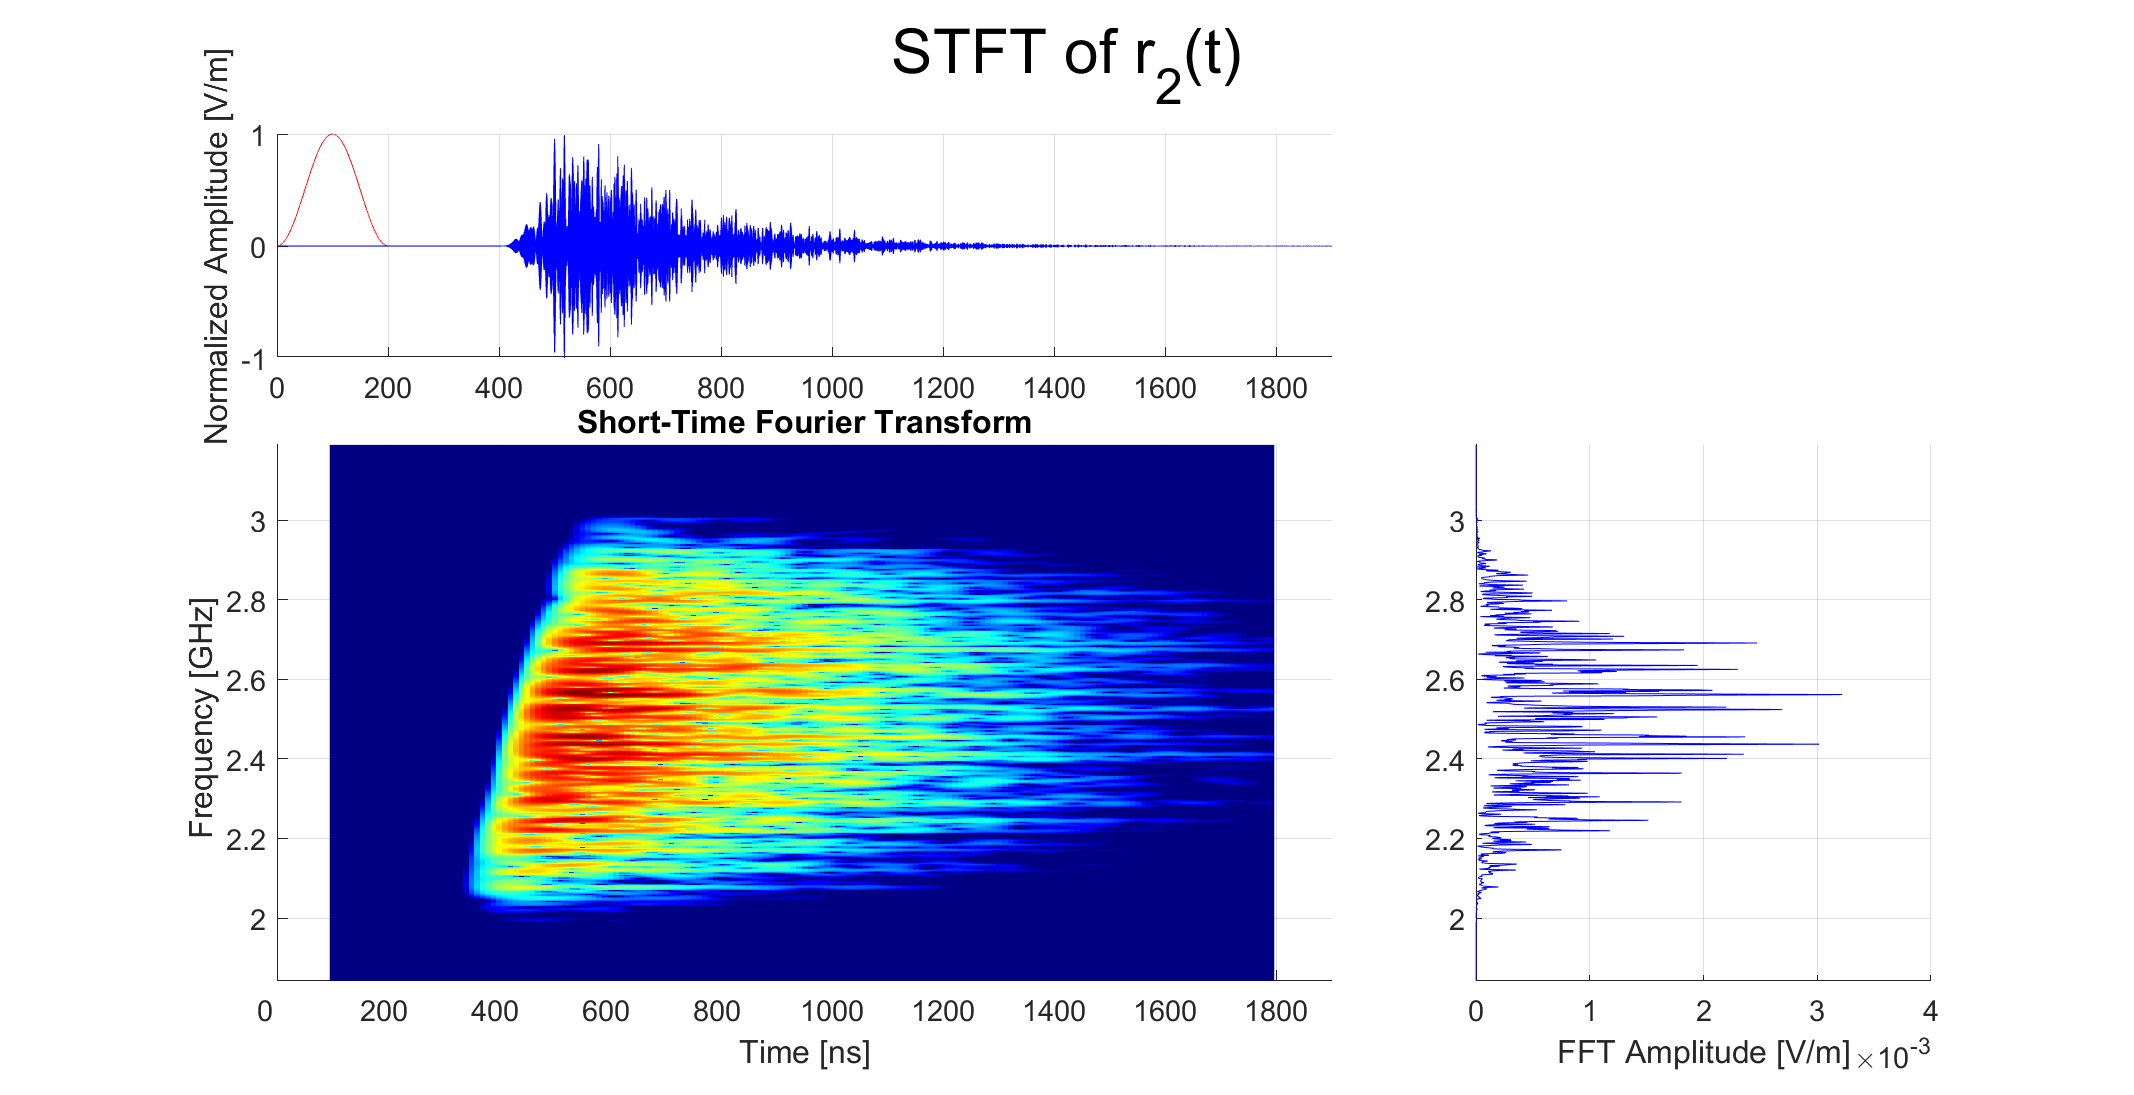 STFT of r2(t)
Normalized Amplitude [V/m]
1
0
-1
0 200 400 600 800 1000 1200 1400 1600 1800
Short-Time Fourier Transform
Frequency [GHz]
3
2.8
2.6
2.4
2.2
2
0 200 400 600 800 1000 1200 1400 1600 1800
Time [ns]
3
2.8
2.6
2.4
2.2
2
0 1 2 3 4
FFT Amplitude [V/m] ×10-3